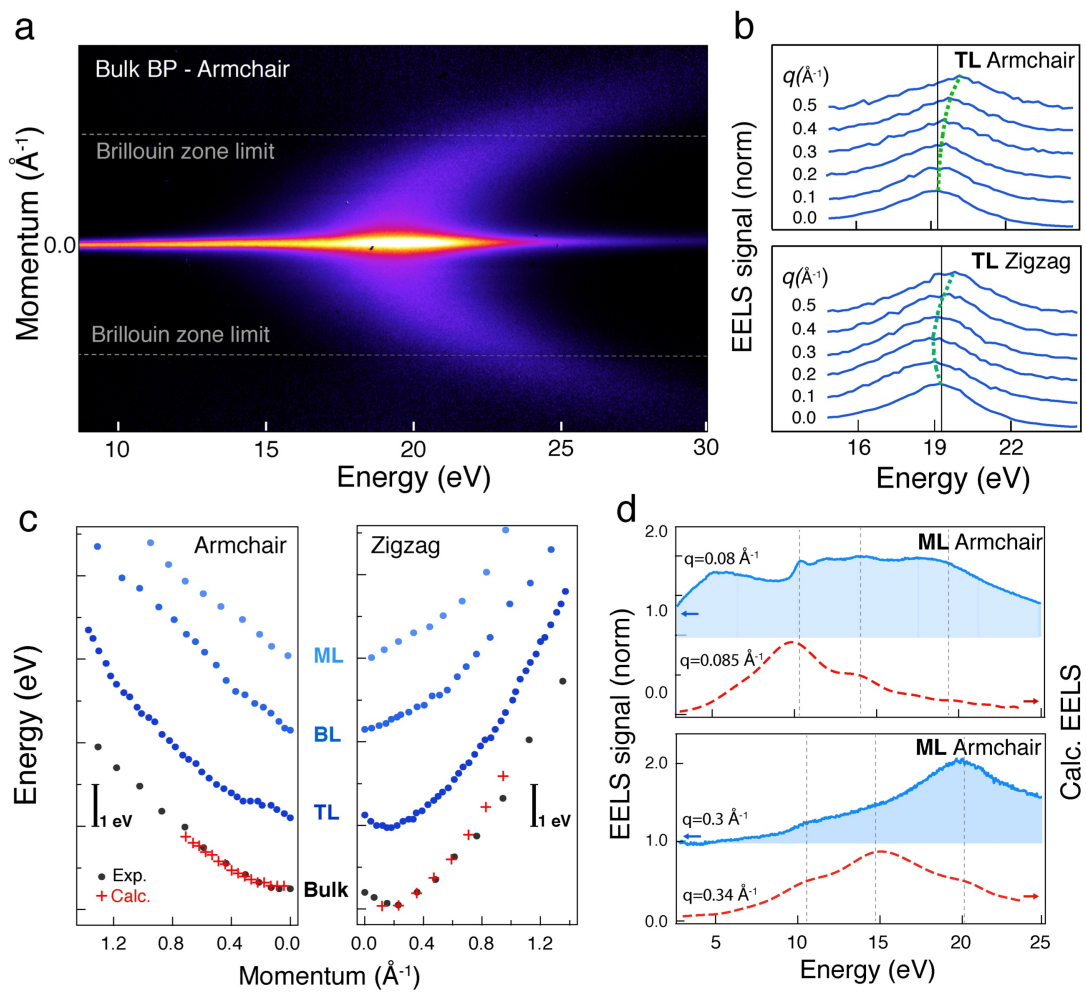 a
Bulk BP - Armchair
Brillouin zone limit
Brillouin zone limit
Momentum (Å⁻¹)
0.0
10 15 20 25 30
Energy (eV)
b
TL Armchair
q(Å⁻¹)
0.5
0.4
0.3
0.2
0.1
0.0
TL Zigzag
q(Å⁻¹)
0.5
0.4
0.3
0.2
0.1
0.0
EELS signal (norm)
16 19 22
Energy (eV)
c
Armchair
Zigzag
ML
BL
TL
Bulk
1 eV
1 eV
Exp.
Calc.
Energy (eV)
1.2 0.8 0.4 0.0
0.0 0.4 0.8 1.2
Momentum (Å⁻¹)
d
ML Armchair
q=0.08 Å⁻¹
q=0.085 Å⁻¹
2.0
1.0
0.0
ML Armchair
q=0.3 Å⁻¹
q=0.34 Å⁻¹
2.0
1.0
0.0
EELS signal (norm)
Calc. EELS
5 10 15 20 25
Energy (eV)